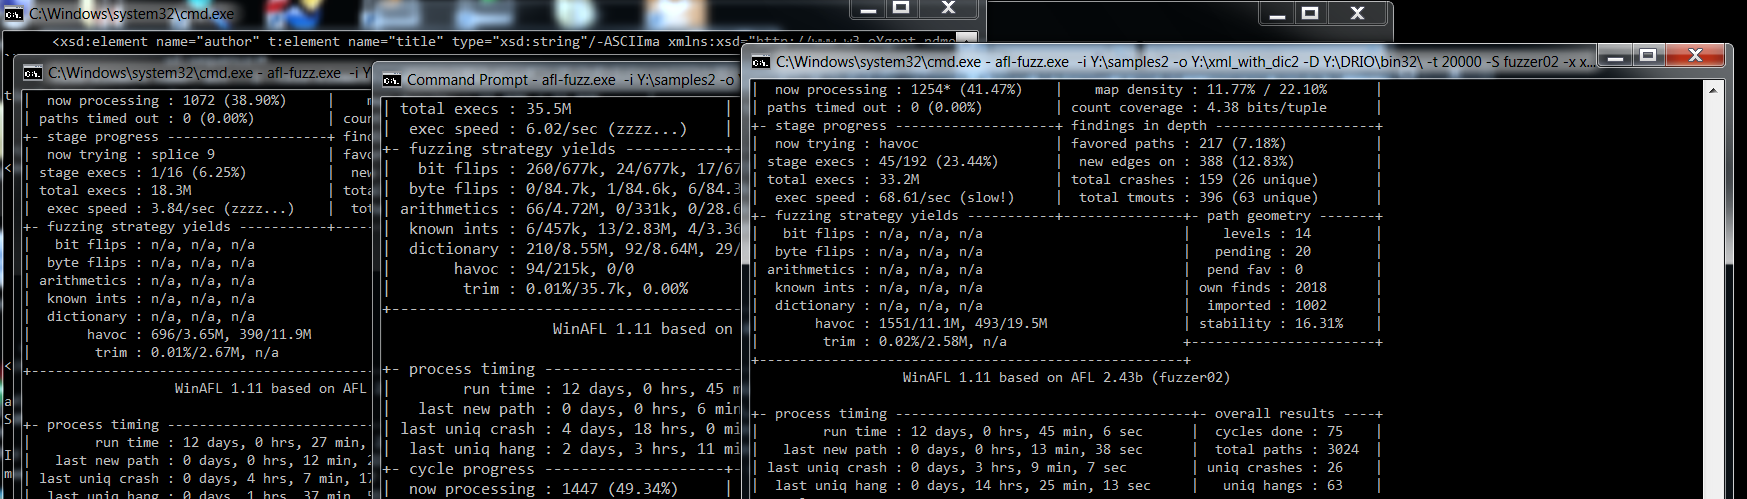 C:\Windows\system32\cmd.exe
<xsd:element name="author" t:element name="title" type="xsd:string"/-ASCIIma xmlns:xsd="http://www.w3
C:\Windows\system32\cmd.exe - afl-fuzz.exe -i Y
now processing : 1072 (38.90%)
paths timed out : 0 (0.00%) | cou
+- stage progress --------------------+ find
now trying : splice 9 | favo
stage execs : 1/16 (6.25%) | new
total execs : 18.3M | tota
exec speed : 3.84/sec (zzzz...) | tot
+- fuzzing strategy yields -----------+
bit flips : n/a, n/a, n/a
byte flips : n/a, n/a, n/a
arithmetics : n/a, n/a, n/a
known ints : n/a, n/a, n/a
dictionary : n/a, n/a, n/a
havoc : 696/3.65M, 390/11.9M
trim : 0.01%/2.67M, n/a
WinAFL 1.11 based on AFL
+- process timing
run time : 12 days, 0 hrs, 27 min,
last new path : 0 days, 0 hrs, 12 min,
last uniq crash : 0 days, 4 hrs, 7 min, 17
last uniq hang : 0 days, 1 hrs, 37 min,
Command Prompt - afl-fuzz.exe -i Y:\samples2 -o Y
total execs : 35.5M
exec speed : 6.02/sec (zzzz...)
+- fuzzing strategy yields -----------+-
bit flips : 260/677k, 24/677k, 17/67
byte flips : 0/84.7k, 1/84.6k, 6/84.3
arithmetics : 66/4.72M, 0/331k, 0/28.6
known ints : 6/457k, 13/2.83M, 4/3.36
dictionary : 210/8.55M, 92/8.64M, 29/
havoc : 94/215k, 0/0
trim : 0.01%/35.7k, 0.00%
WinAFL 1.11 based on
+- process timing
run time : 12 days, 0 hrs, 45 m
last new path : 0 days, 0 hrs, 6 min,
last uniq crash : 4 days, 18 hrs, 0 mi
last uniq hang : 2 days, 3 hrs, 11 mi
+- cycle progress --------------------+-
now processing : 1447 (49.34%)
C:\Windows\system32\cmd.exe - afl-fuzz.exe -i Y:\samples2 -o Y:\xml_with_dic2 -D Y:\DRIO\bin32\ -t 20000 -S fuzzer02 -x x...
now processing : 1254* (41.47%) | map density : 11.77% / 22.10%
paths timed out : 0 (0.00%) | count coverage : 4.38 bits/tuple
+- stage progress --------------------+ findings in depth --------------------+
now trying : havoc | favored paths : 217 (7.18%)
stage execs : 45/192 (23.44%) | new edges on : 388 (12.83%)
total execs : 33.2M | total crashes : 159 (26 unique)
exec speed : 68.61/sec (slow!) | total tmouts : 396 (63 unique)
+- fuzzing strategy yields -----------+---------------+- path geometry -------+
bit flips : n/a, n/a, n/a | levels : 14
byte flips : n/a, n/a, n/a | pending : 20
arithmetics : n/a, n/a, n/a | pend fav : 0
known ints : n/a, n/a, n/a | own finds : 2018
dictionary : n/a, n/a, n/a | imported : 1002
havoc : 1551/11.1M, 493/19.5M | stability : 16.31%
trim : 0.02%/2.58M, n/a
WinAFL 1.11 based on AFL 2.43b (fuzzer02)
+- process timing -------------------------------------+- overall results ----+
run time : 12 days, 0 hrs, 45 min, 6 sec | cycles done : 75
last new path : 0 days, 0 hrs, 13 min, 38 sec | total paths : 3024
last uniq crash : 0 days, 3 hrs, 9 min, 7 sec | uniq crashes : 26
last uniq hang : 0 days, 14 hrs, 25 min, 13 sec | uniq hangs : 63